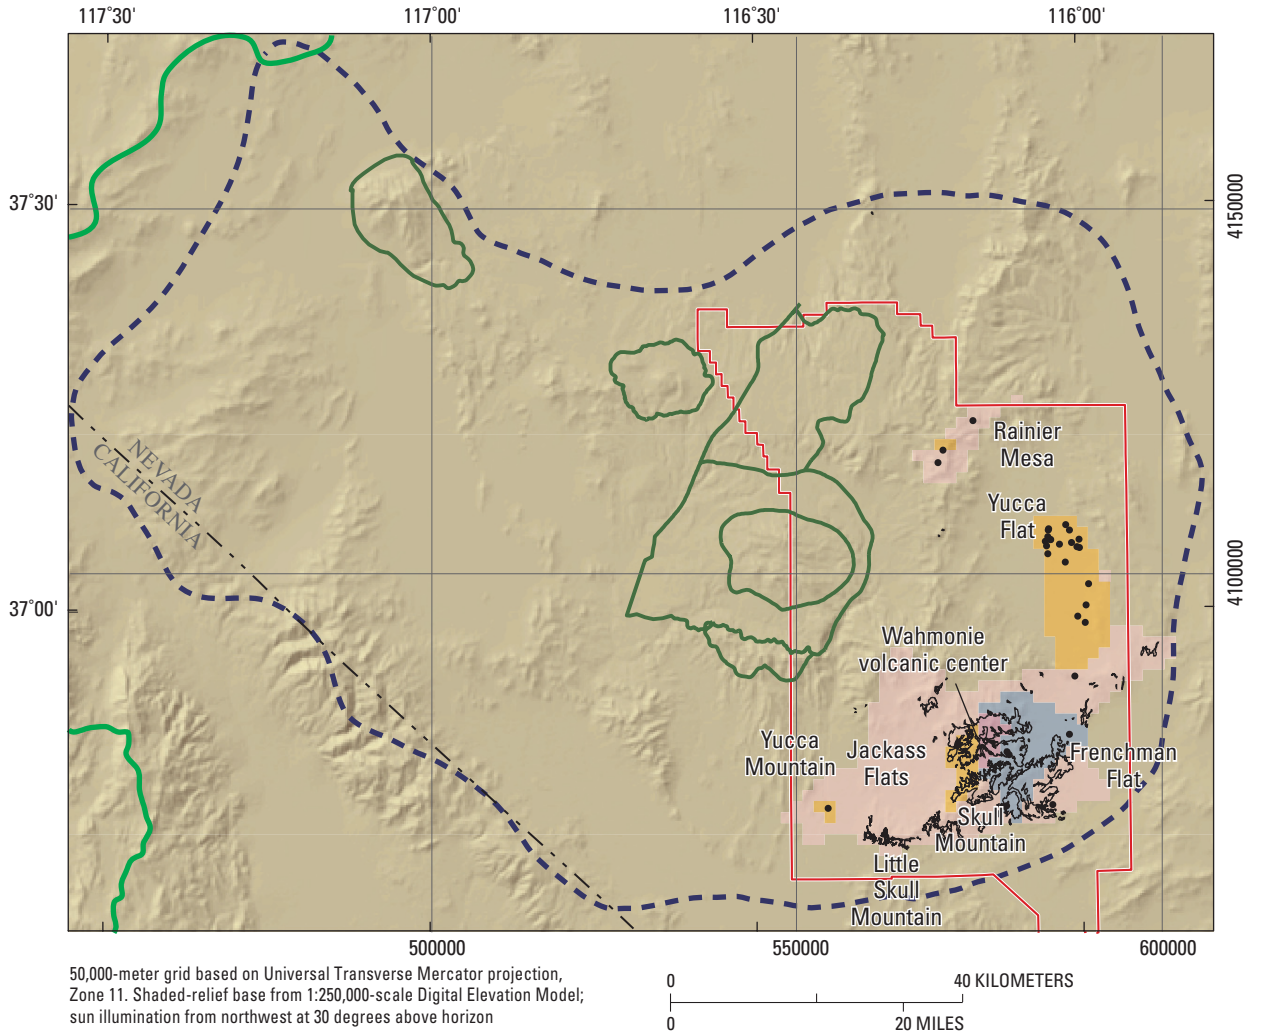 117°30' 117°00' 116°30' 116°00'
37°30'
4150000
Rainier
Mesa
Yucca
Flat
NEVADA
CALIFORNIA
4100000
37°00'
Wahmonie
volcanic center
Yucca
Mountain
Jackass
Flats
Frenchman
Flat
Skull
Mountain
Little
Skull
Mountain
500000 550000 600000
50,000-meter grid based on Universal Transverse Mercator projection,
Zone 11. Shaded-relief base from 1:250,000-scale Digital Elevation Model;
sun illumination from northwest at 30 degrees above horizon
0 40 KILOMETERS
0 20 MILES